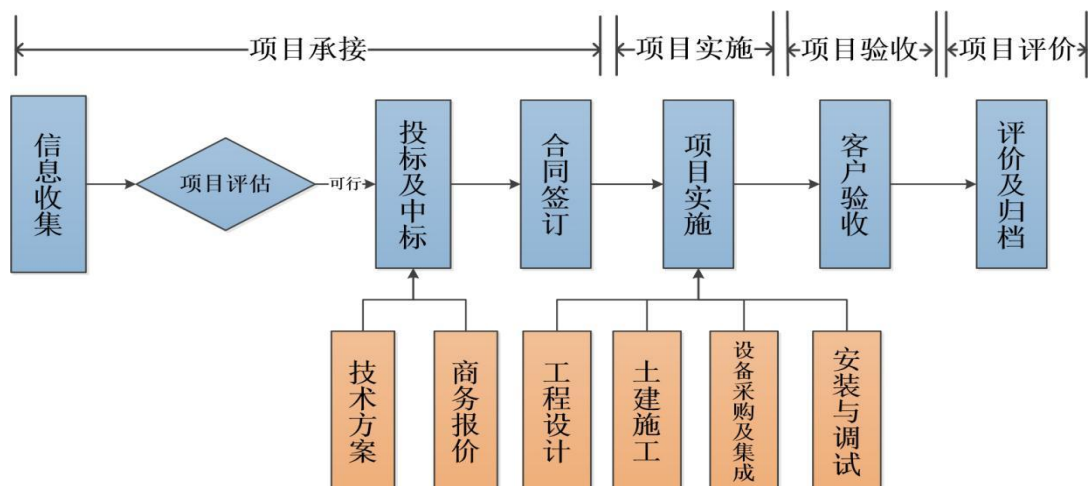 项目承接
项目实施
项目验收
项目评价
信息收集
项目评估
可行
投标及中标
合同签订
项目实施
客户验收
评价及归档
技术方案
商务报价
工程设计
土建施工
设备采购及集成
安装与调试